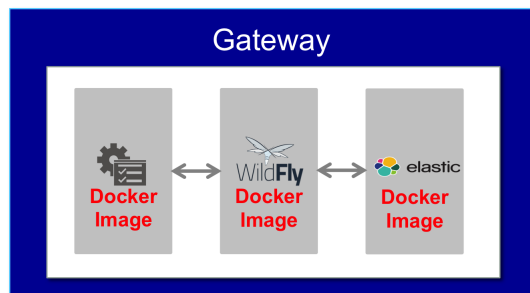 Gateway
Docker
Image
WildFly
Docker
Image
elastic
Docker
Image